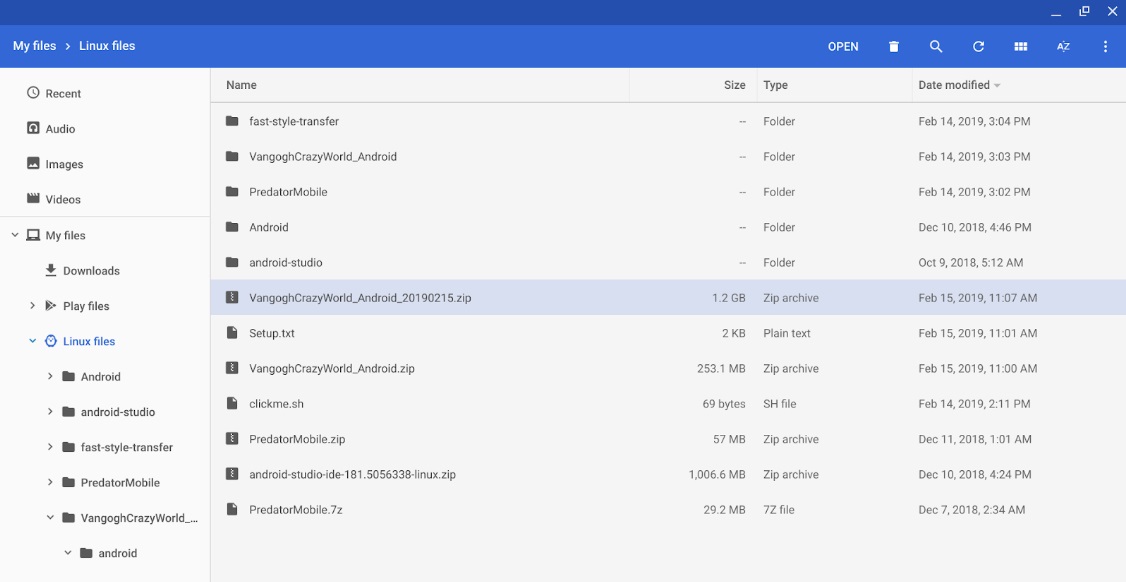 My files > Linux files OPEN AZ
Name Size Type Date modified
Recent
fast-style-transfer -- Folder Feb 14, 2019, 3:04 PM
Audio
VangoghCrazyWorld_Android -- Folder Feb 14, 2019, 3:03 PM
Images
PredatorMobile -- Folder Feb 14, 2019, 3:02 PM
Videos
Android -- Folder Dec 10, 2018, 4:46 PM
My files
android-studio -- Folder Oct 9, 2018, 5:12 AM
Downloads
VangoghCrazyWorld_Android_20190215.zip 1.2 GB Zip archive Feb 15, 2019, 11:07 AM
Play files
Setup.txt 2 KB Plain text Feb 15, 2019, 11:01 AM
Linux files
VangoghCrazyWorld_Android.zip 253.1 MB Zip archive Feb 15, 2019, 11:00 AM
Android
clickme.sh 69 bytes SH file Feb 14, 2019, 2:11 PM
android-studio
PredatorMobile.zip 57 MB Zip archive Dec 11, 2018, 1:01 AM
fast-style-transfer
android-studio-ide-181.5056338-linux.zip 1,006.6 MB Zip archive Dec 10, 2018, 4:24 PM
PredatorMobile
PredatorMobile.7z 29.2 MB 7Z file Dec 7, 2018, 2:34 AM
VangoghCrazyWorld_...
android